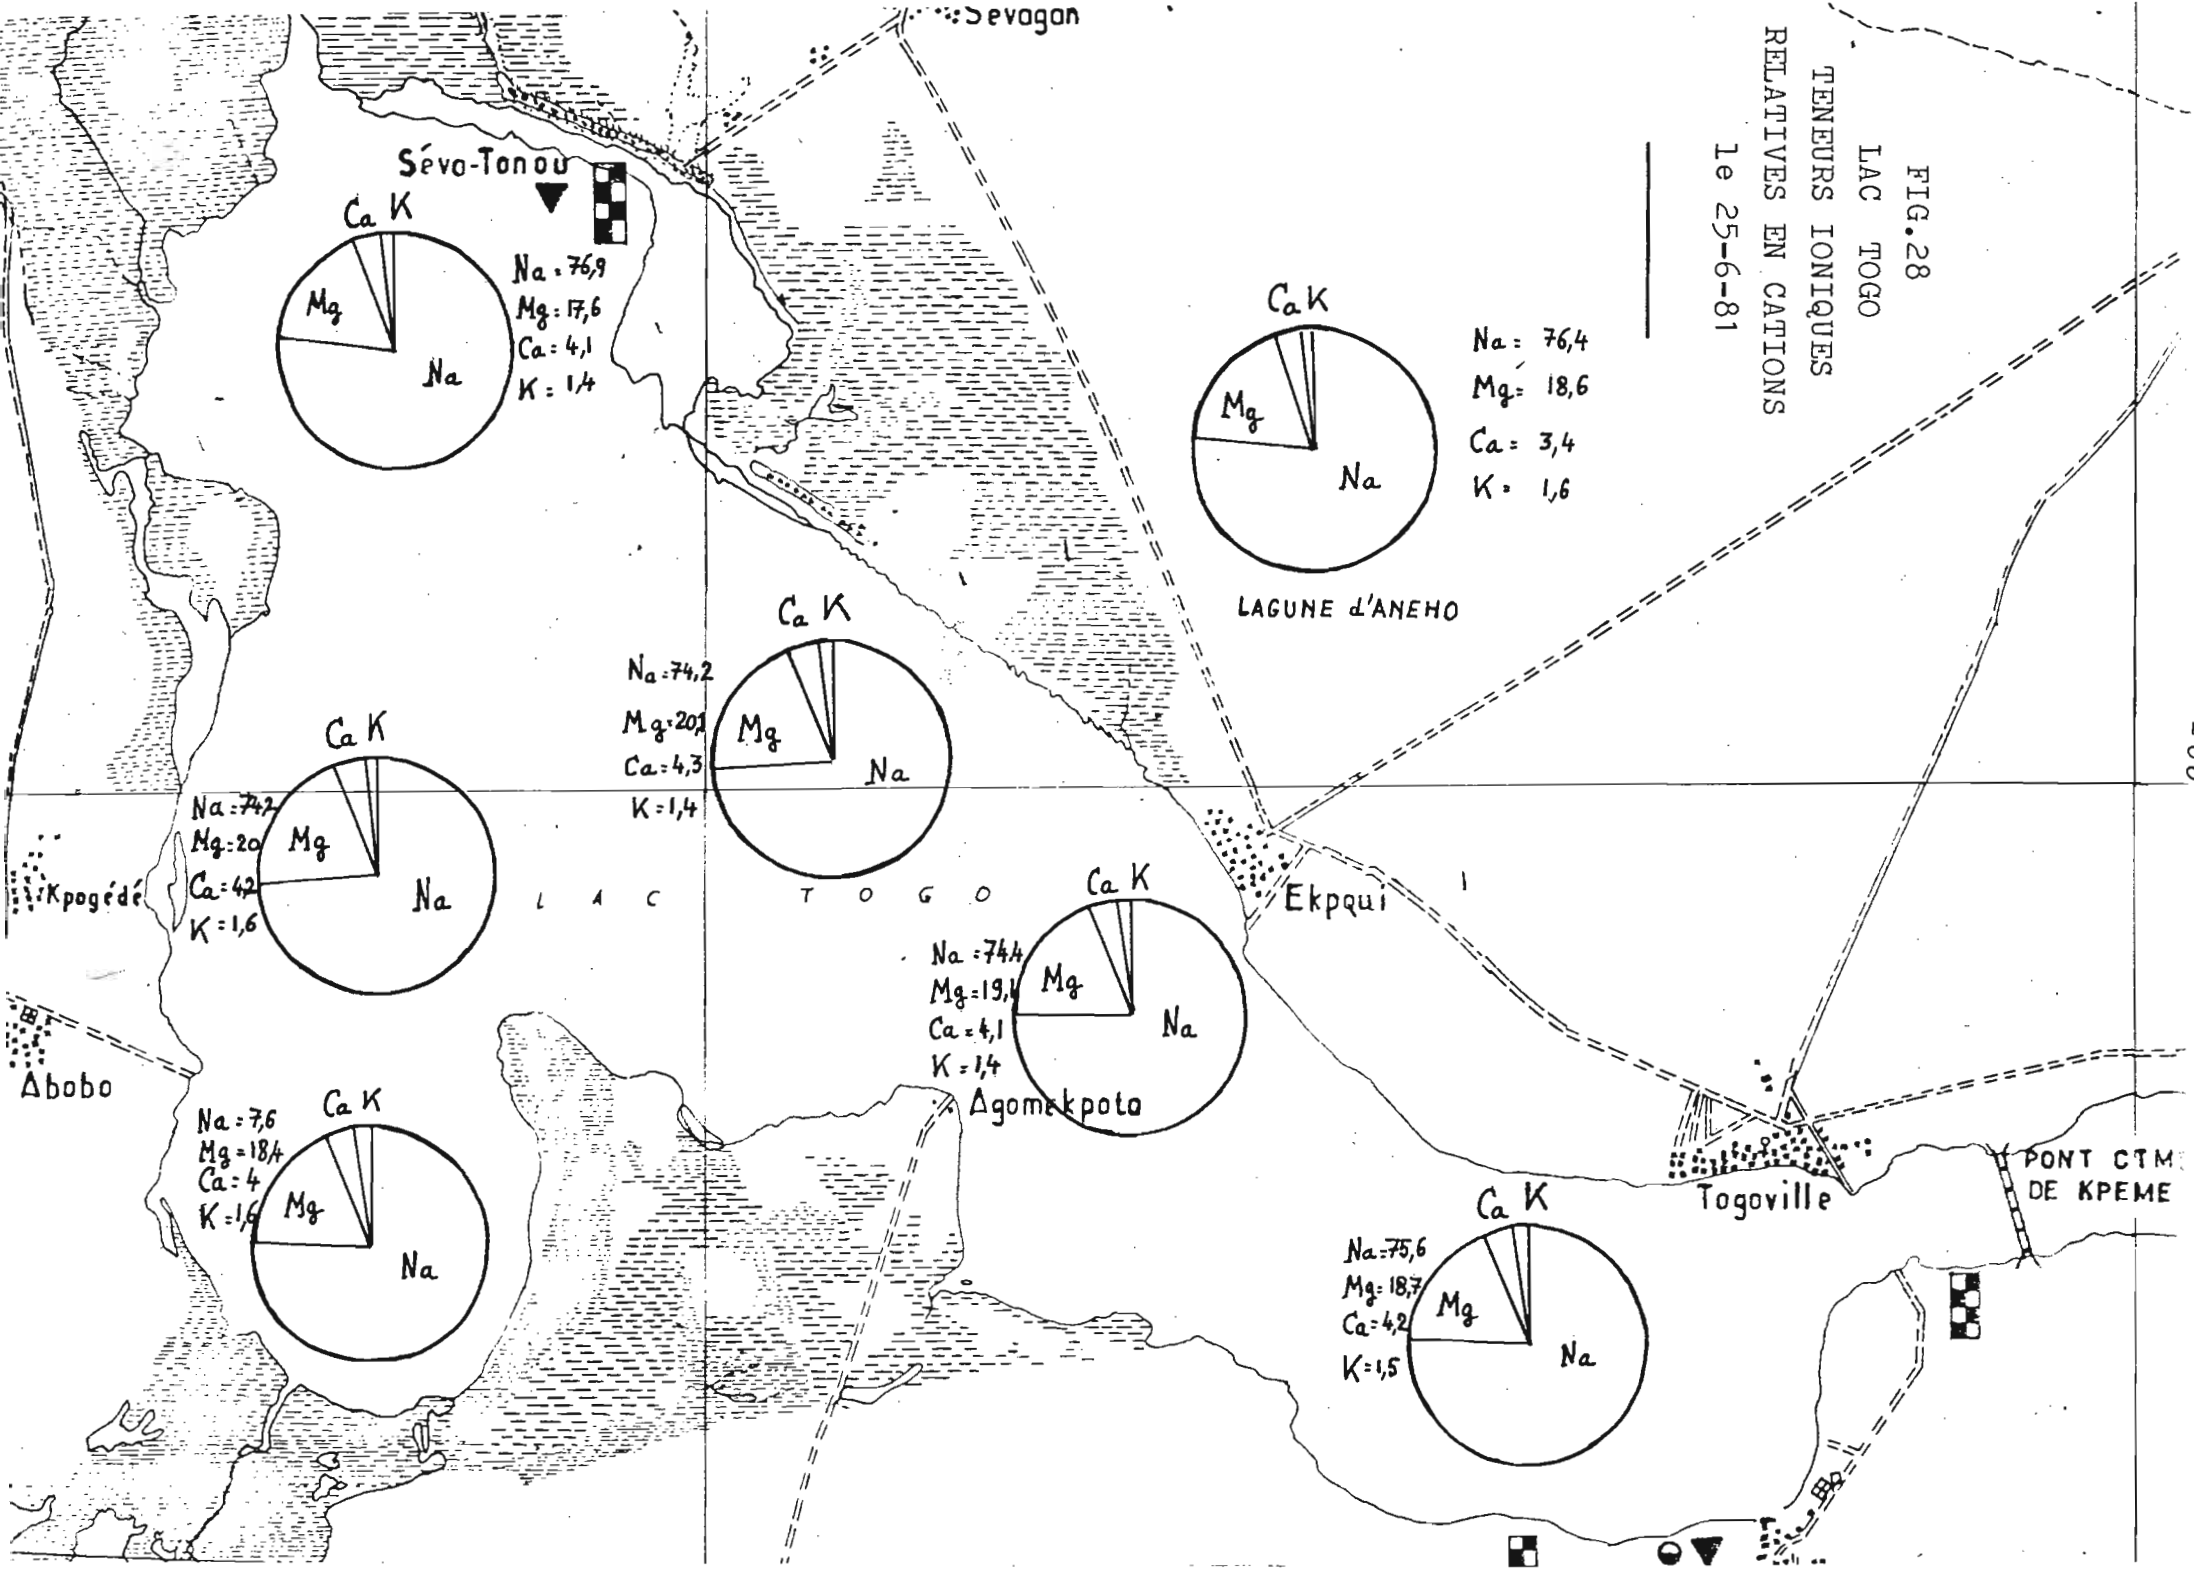 Sevagan
FIG.28
LAC TOGO
TENEURS IONIQUES
RELATIVES EN CATIONS
le 25-6-81
Sévo-Tonou
Ca K
Mg
Na
Na = 76,9
Mg = 17,6
Ca = 4,1
K = 1,4
Ca K
Mg
Na
Na = 76,4
Mg = 18,6
Ca = 3,4
K = 1,6
LAGUNE d'ANEHO
Ca K
Mg
Na
Na = 74,2
Mg = 20,1
Ca = 4,3
K = 1,4
Ca K
Mg
Na
Na = 74,2
Mg = 20
Ca = 4,2
K = 1,6
Kpogédé
LAC TOGO
Ekpqui
Ca K
Mg
Na
Na = 74,4
Mg = 19,1
Ca = 4,1
K = 1,4
Agomekpota
Abobo
Ca K
Mg
Na
Na = 7,6
Mg = 18,4
Ca = 4
K = 1,6
Togoville
PONT CTM
DE KPEME
Ca K
Mg
Na
Na = 75,6
Mg = 18,7
Ca = 4,2
K = 1,5